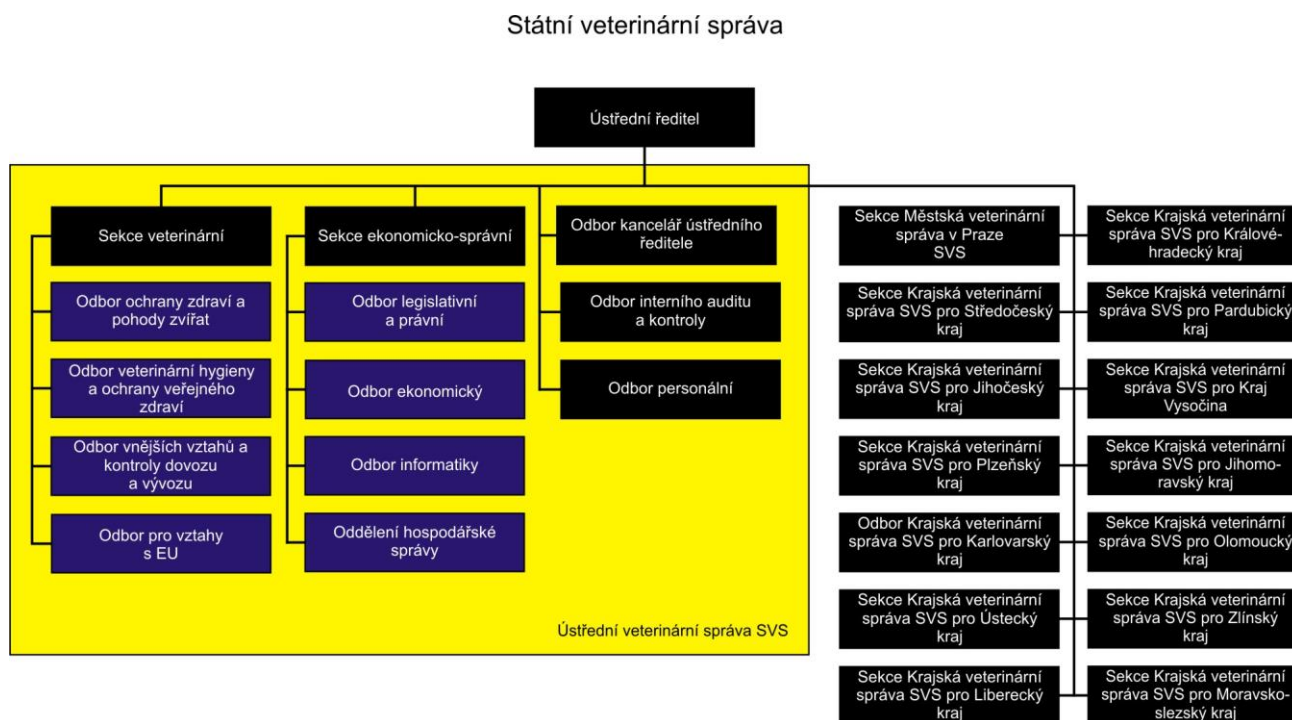 Státní veterinární správa
Ústřední ředitel
Sekce veterinární
Odbor ochrany zdraví a
pohody zvířat
Odbor veterinární hygieny
a ochrany veřejného
zdraví
Odbor vnějších vztahů a
kontroly dovozu
a vývozu
Odbor pro vztahy
s EU
Sekce ekonomicko-správní
Odbor legislativní
a právní
Odbor ekonomický
Odbor informatiky
Oddělení hospodářské
správy
Odbor kancelář ústředního
ředitele
Odbor interního auditu
a kontroly
Odbor personální
Ústřední veterinární správa SVS
Sekce Městská veterinární
správa v Praze
SVS
Sekce Krajská veterinární
správa SVS pro Středočeský
kraj
Sekce Krajská veterinární
správa SVS pro Jihočeský
kraj
Sekce Krajská veterinární
správa SVS pro Plzeňský
kraj
Odbor Krajská veterinární
správa SVS pro Karlovarský
kraj
Sekce Krajská veterinární
správa SVS pro Ústecký
kraj
Sekce Krajská veterinární
správa SVS pro Liberecký
kraj
Sekce Krajská veterinární
správa SVS pro Králové-
hradecký kraj
Sekce Krajská veterinární
správa SVS pro Pardubický
kraj
Sekce Krajská veterinární
správa SVS pro Kraj
Vysočina
Sekce Krajská veterinární
správa SVS pro Jihomo-
ravský kraj
Sekce Krajská veterinární
správa SVS pro Olomoucký
kraj
Sekce Krajská veterinární
správa SVS pro Zlínský
kraj
Sekce Krajská veterinární
správa SVS pro Moravsko-
slezský kraj